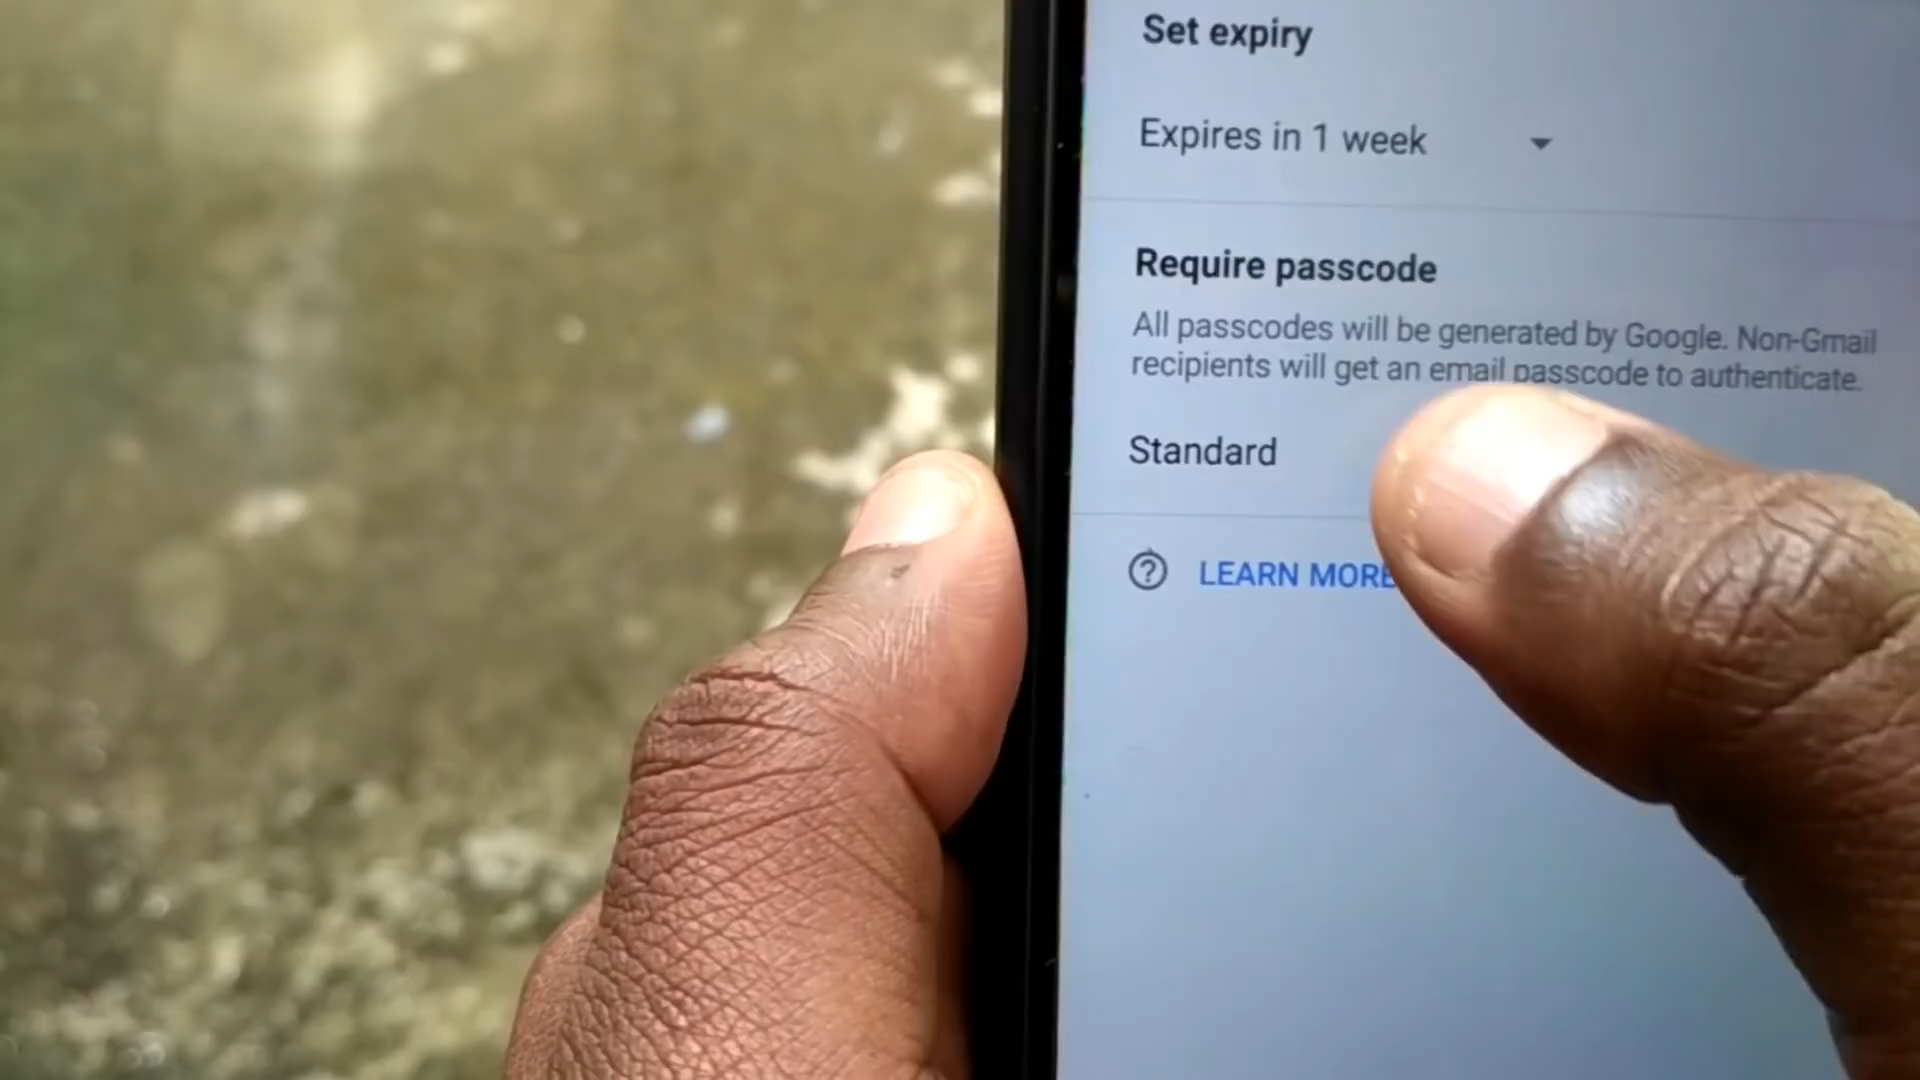 Set expiry
Expires in 1 week
Require passcode
All passcodes will be generated by Google. Non-Gmail
recipients will get an email passcode to authenticate.
Standard
LEARN MORE